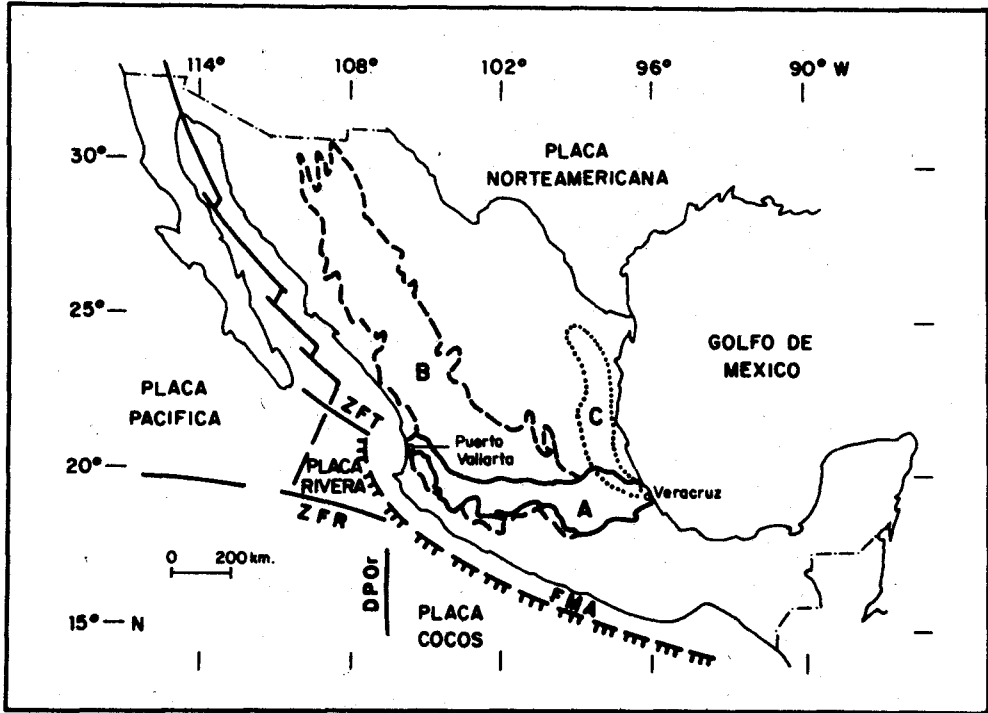 114°
108°
102°
96°
90° W
30°
PLACA
NORTEAMERICANA
25°
GOLFO DE
MEXICO
B
PLACA
PACIFICA
C
ZFT
Puerto
Vallarta
20°
PLACA
RIVERA
Veracruz
A
ZFR
0 200 km.
DPOr
FMA
PLACA
COCOS
15° N